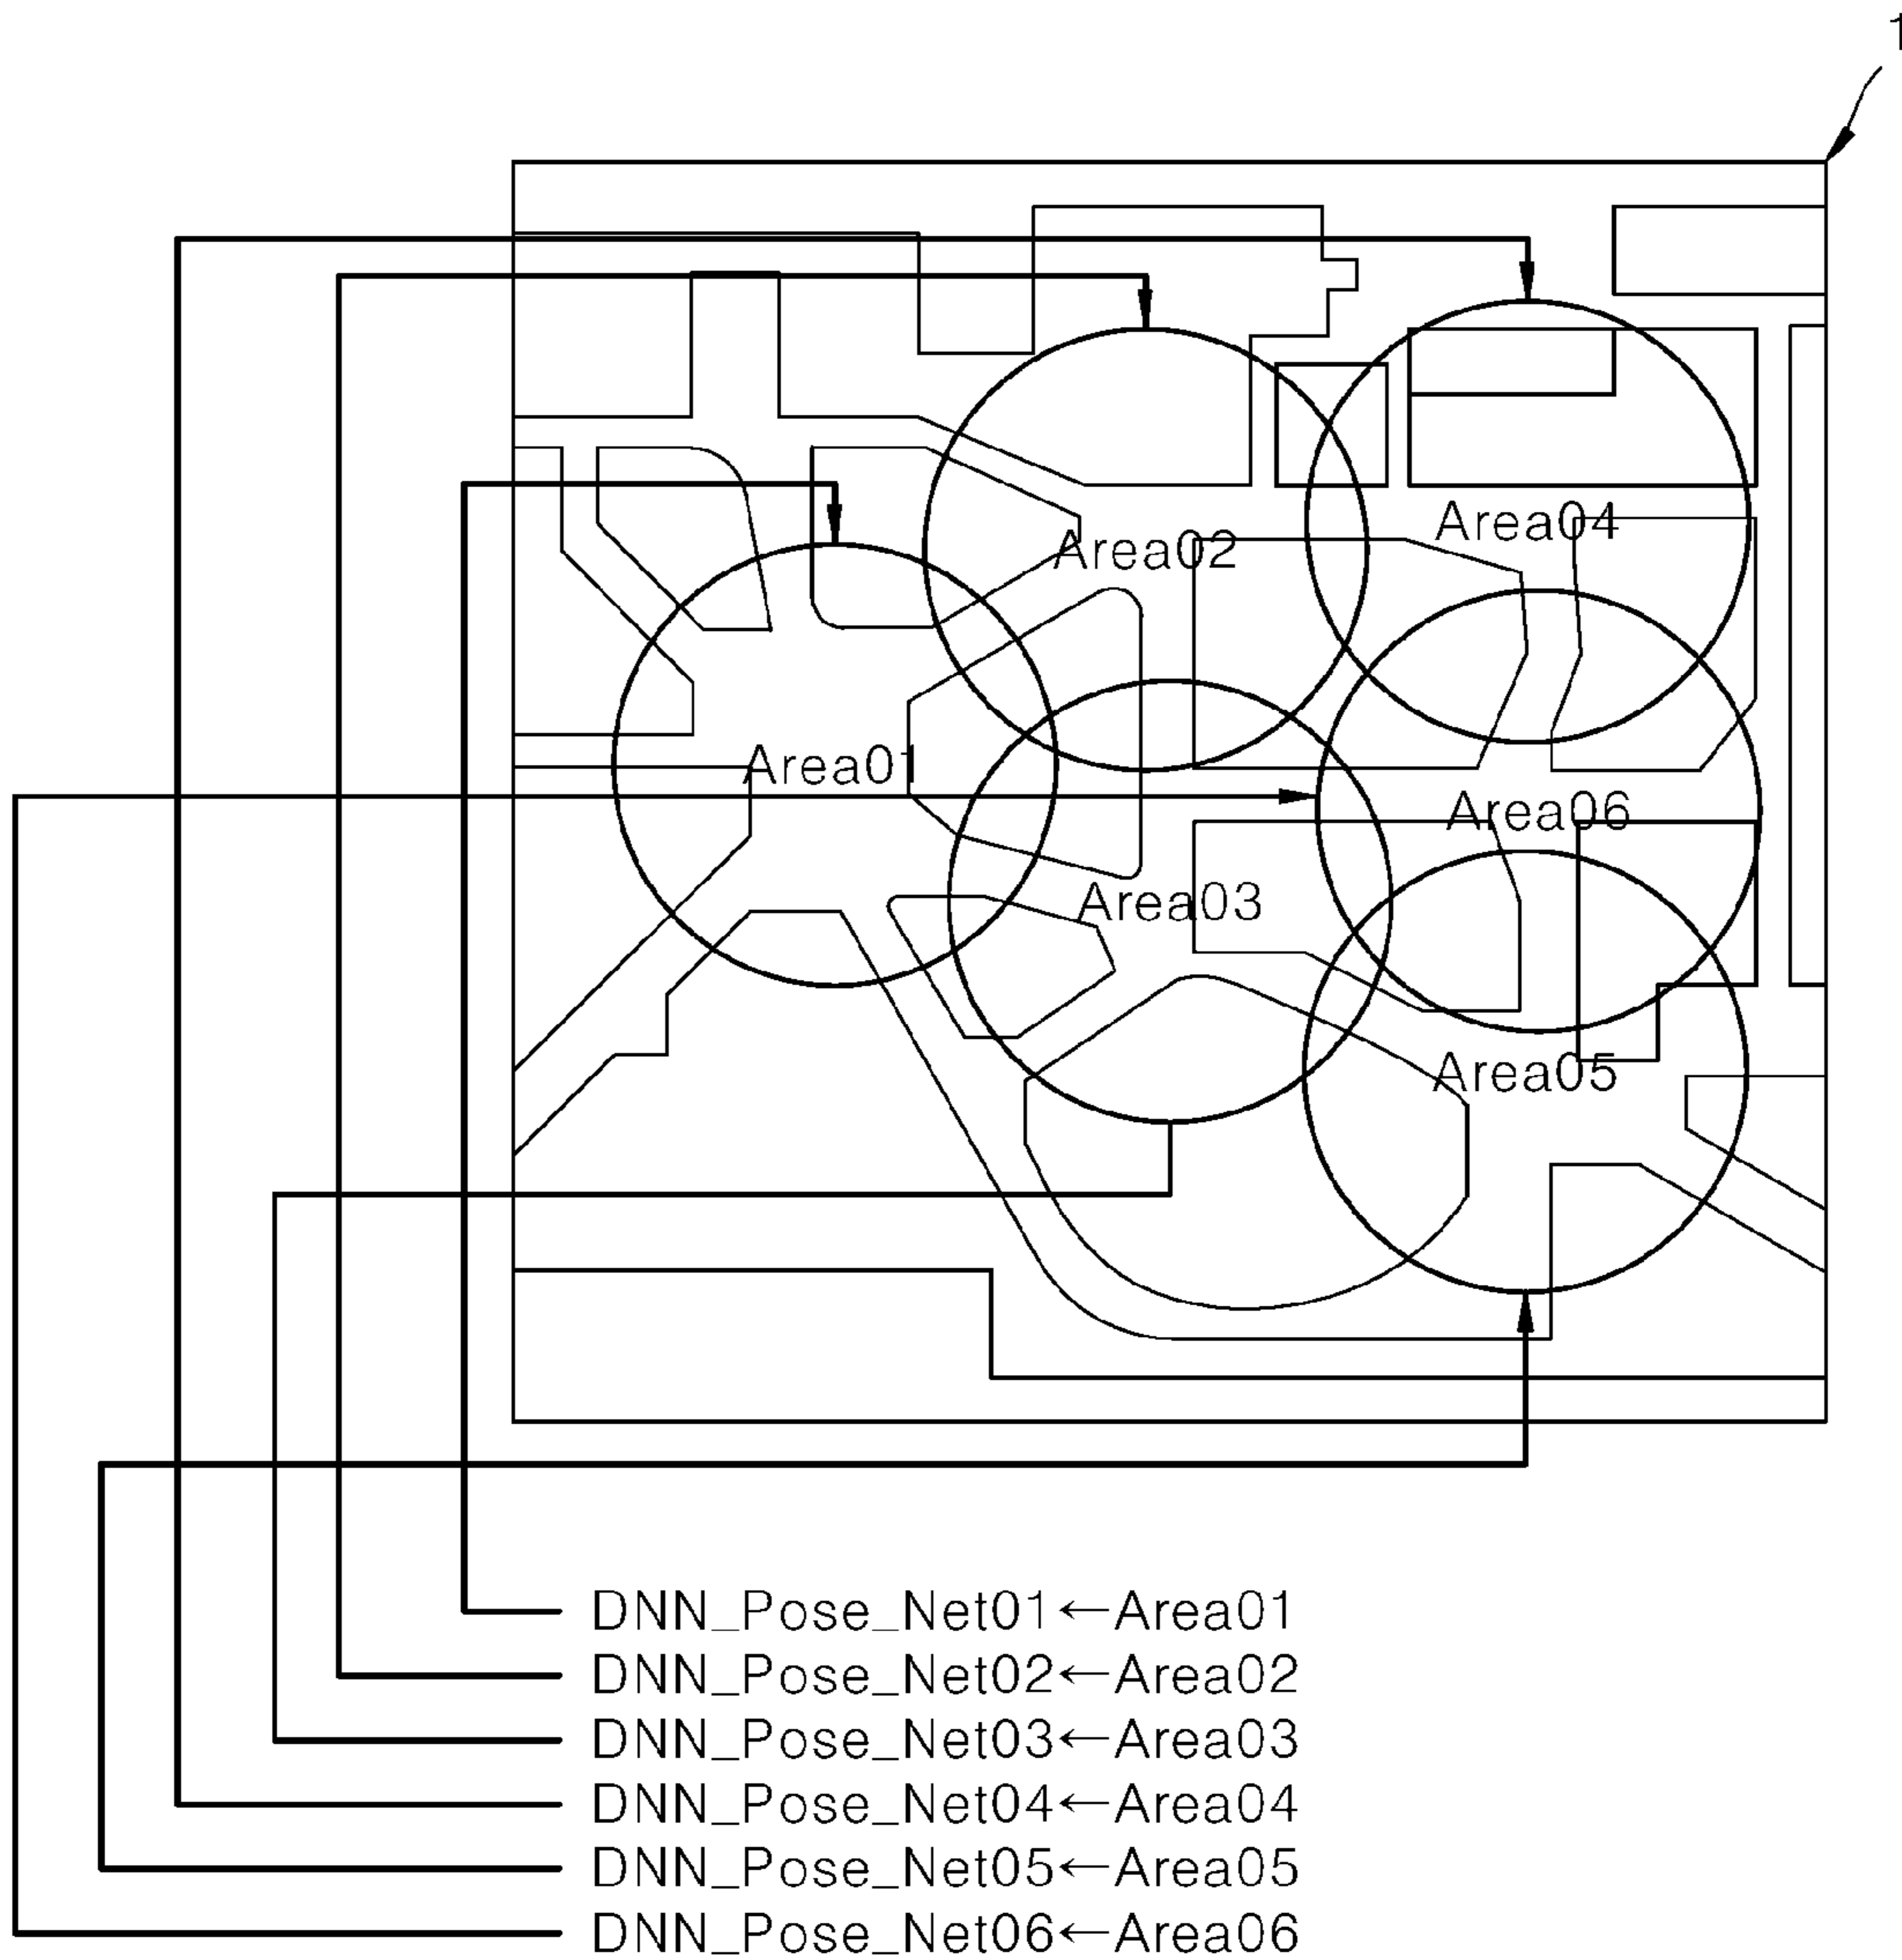 1
Area04
Area02
Area01
Area06
Area03
Area05
DNN_Pose_Net01←Area01
DNN_Pose_Net02←Area02
DNN_Pose_Net03←Area03
DNN_Pose_Net04←Area04
DNN_Pose_Net05←Area05
DNN_Pose_Net06←Area06